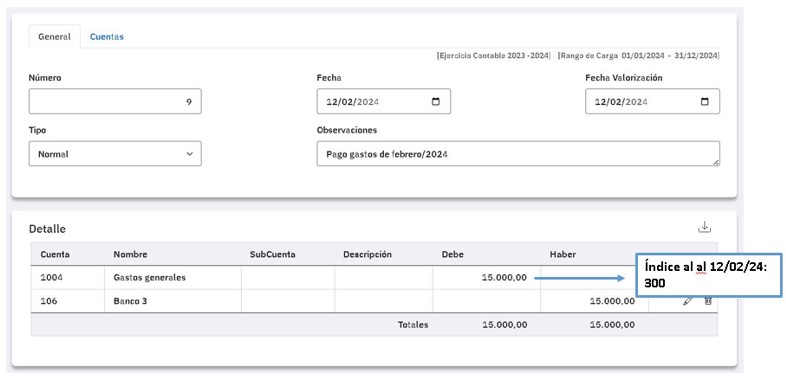 General Cuentas
[Ejercicio Contable 2023 -2024] [Rango de Carga 01/01/2024 - 31/12/2024]
Número Fecha Fecha Valorización
9 12/02/2024 12/02/2024
Tipo Observaciones
Normal Pago gastos de febrero/2024
Detalle
Cuenta Nombre SubCuenta Descripción Debe Haber
1004 Gastos generales 15.000,00
Índice al al 12/02/24:
300
106 Banco 3 15.000,00
Totales 15.000,00 15.000,00